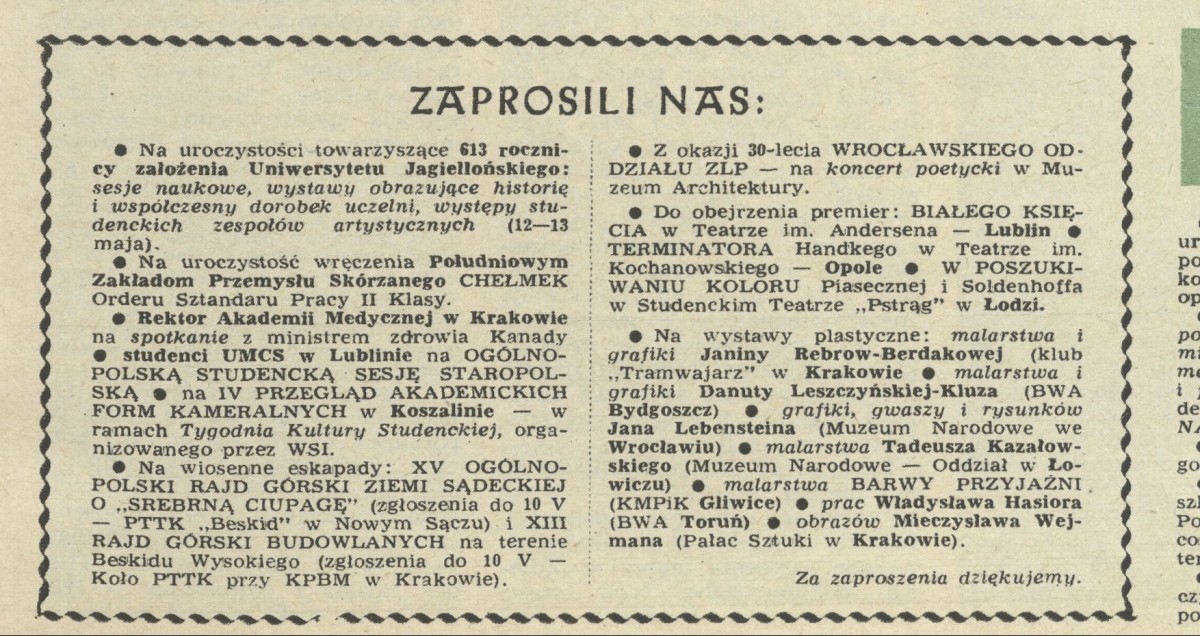 ZAPROSILI NAS:
● Na uroczystości towarzyszące 613 roczni-
cy założenia Uniwersytetu Jagiellońskiego:
sesje naukowe, wystawy obrazujące historię
i współczesny dorobek uczelni, występy stu-
denckich zespołów artystycznych (12—13
maja).
● Na uroczystość wręczenia Południowym
Zakładom Przemysłu Skórzanego CHEŁMEK
Orderu Sztandaru Pracy II Klasy.
● Rektor Akademii Medycznej w Krakowie
na spotkanie z ministrem zdrowia Kanady
● studenci UMCS w Lublinie na OGÓLNO-
POLSKĄ STUDENCKĄ SESJĘ STAROPOL-
SKĄ ● na IV PRZEGLĄD AKADEMICKICH
FORM KAMERALNYCH w Koszalinie — w
ramach Tygodnia Kultury Studenckiej, orga-
nizowanego przez WSI.
● Na wiosenne eskapady: XV OGÓLNO-
POLSKI RAJD GÓRSKI ZIEMI SĄDECKIEJ
O „SREBRNĄ CIUPAGĘ” (zgłoszenia do 10 V
— PTTK „Beskid” w Nowym Sączu) i XIII
RAJD GÓRSKI BUDOWLANYCH na terenie
Beskidu Wysokiego (zgłoszenia do 10 V —
Koło PTTK przy KPBM w Krakowie).
● Z okazji 30-lecia WROCŁAWSKIEGO OD-
DZIAŁU ZLP — na koncert poetycki w Mu-
zeum Architektury.
● Do obejrzenia premier: BIAŁEGO KSIĘ-
CIA w Teatrze im. Andersena — Lublin ●
TERMINATORA Handkego w Teatrze im.
Kochanowskiego — Opole ● W POSZUKI-
WANIU KOLORU Piasecznej i Soldenhoffa
w Studenckim Teatrze „Pstrąg” w Łodzi.
● Na wystawy plastyczne: malarstwa i
grafiki Janiny Rebrow-Berdakowej (klub
„Tramwajarz” w Krakowie ● malarstwa i
grafiki Danuty Leszczyńskiej-Kluza (BWA
Bydgoszcz) ● grafiki, gwaszy i rysunków
Jana Lebensteina (Muzeum Narodowe we
Wrocławiu) ● malarstwa Tadeusza Kazałow-
skiego (Muzeum Narodowe — Oddział w Ło-
wiczu) ● malarstwa BARWY PRZYJAŹNI
(KMPiK Gliwice) ● prac Władysława Hasiora
(BWA Toruń) ● obrazów Mieczysława Wej-
mana (Pałac Sztuki w Krakowie).
Za zaproszenia dziękujemy.